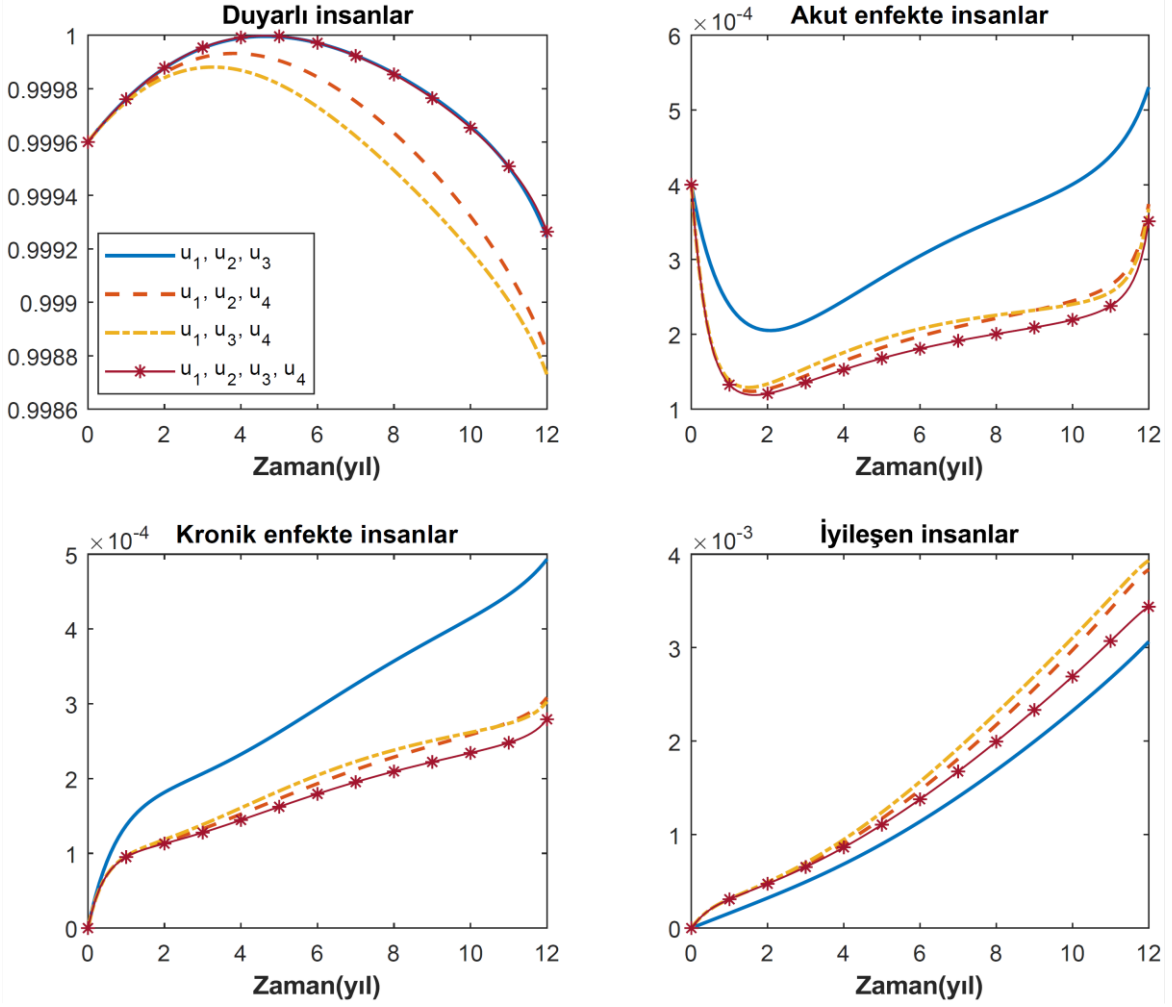 Duyarlı insanlar
1
0.9998
0.9996
0.9994
0.9992
0.999
0.9988
0.9986
u1, u2, u3
u1, u2, u4
u1, u3, u4
u1, u2, u3, u4
0 2 4 6 8 10 12
Zaman(yıl)
Akut enfekte insanlar
×10-4
6
5
4
3
2
1
0 2 4 6 8 10 12
Zaman(yıl)
Kronik enfekte insanlar
×10-4
5
4
3
2
1
0
0 2 4 6 8 10 12
Zaman(yıl)
İyileşen insanlar
×10-3
4
3
2
1
0
0 2 4 6 8 10 12
Zaman(yıl)